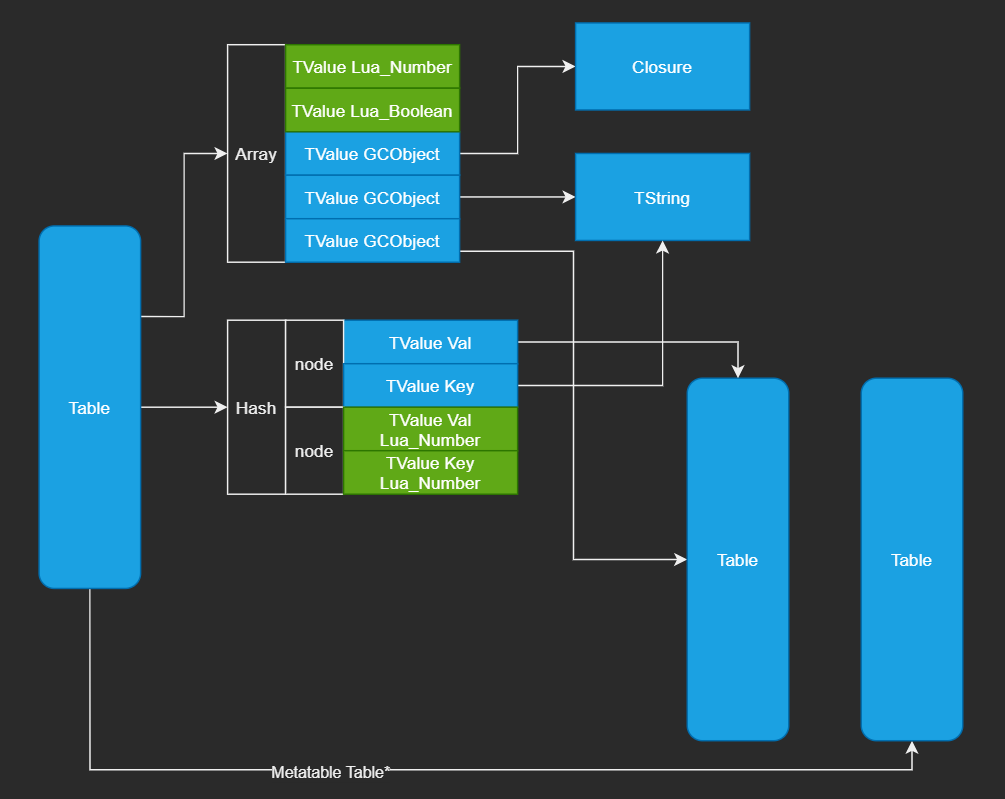 TValue Lua_Number
TValue Lua_Boolean
Array
TValue GCObject
TValue GCObject
TValue GCObject
Closure
TString
Table
Hash
node
TValue Val
TValue Key
node
TValue Val
Lua_Number
TValue Key
Lua_Number
Table
Table
Metatable Table*